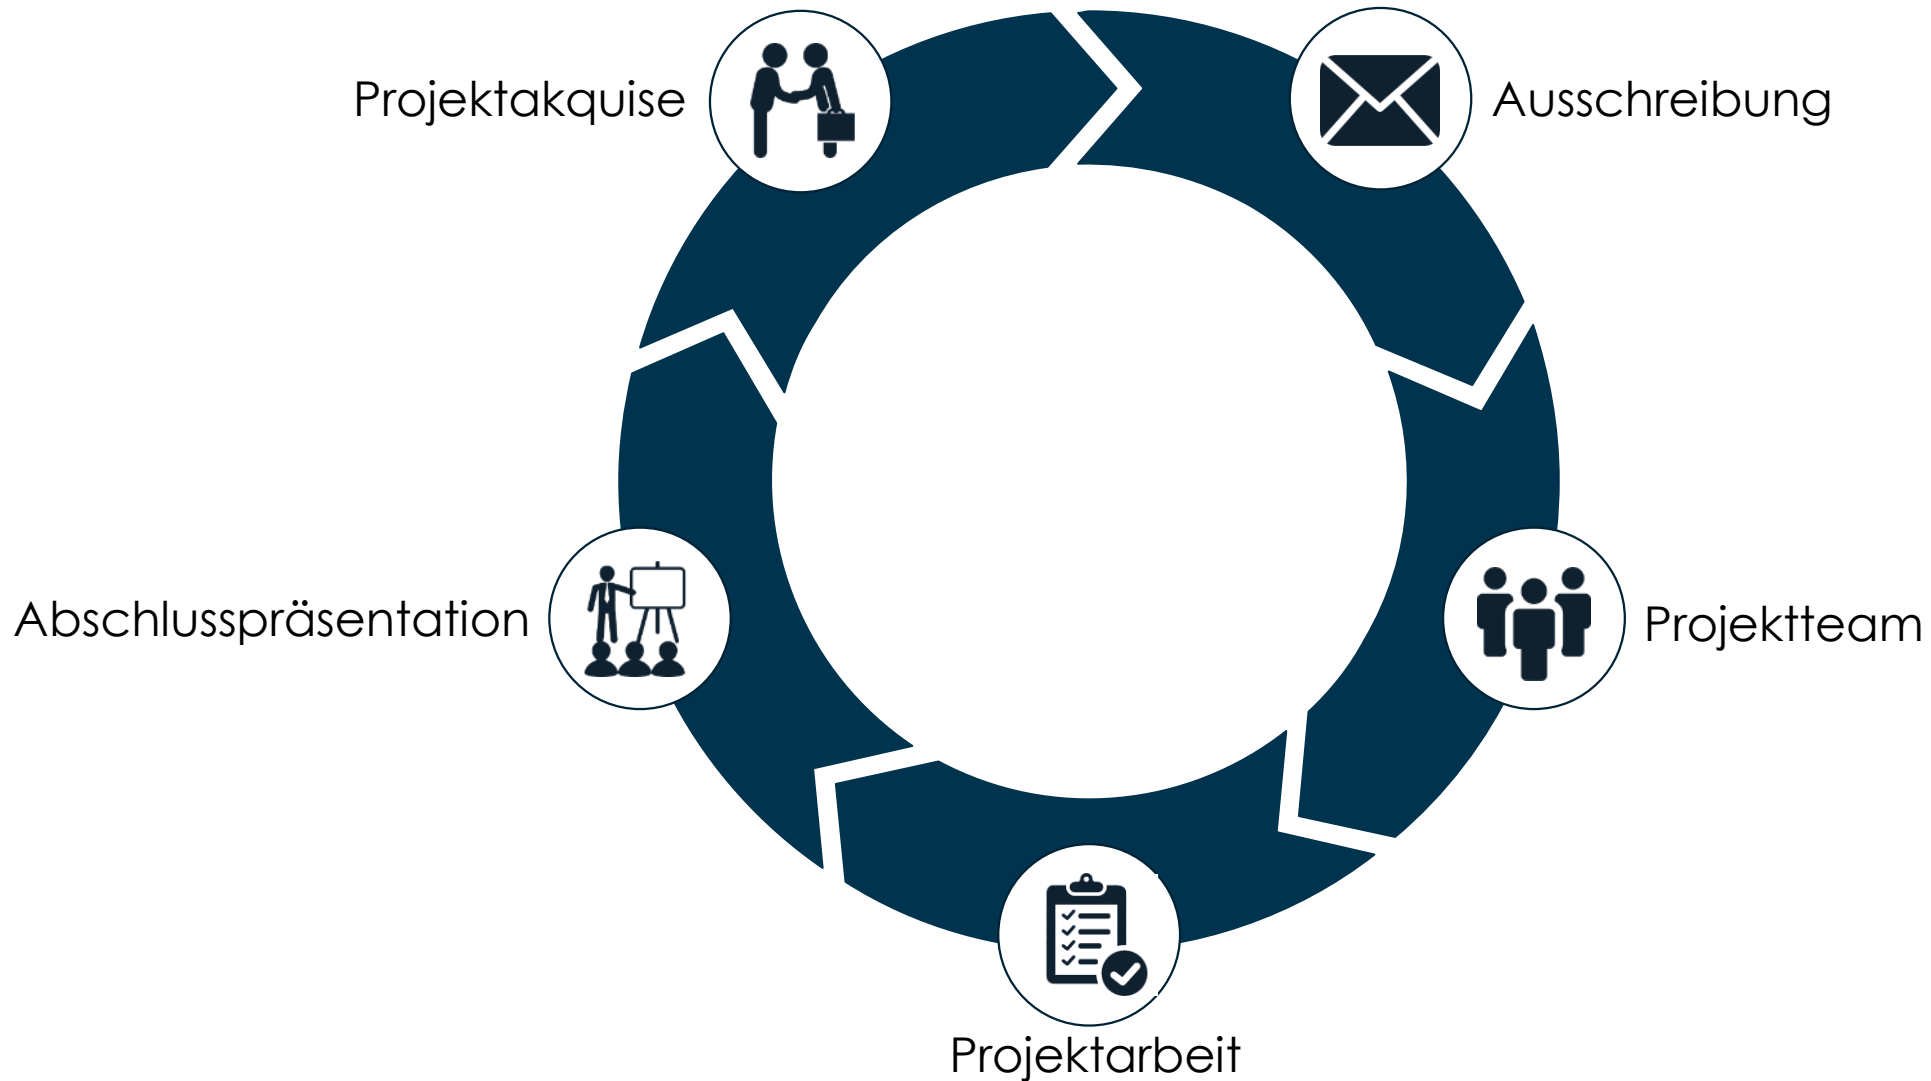 Projektakquise
Ausschreibung
Projektteam
Projektarbeit
Abschlusspräsentation